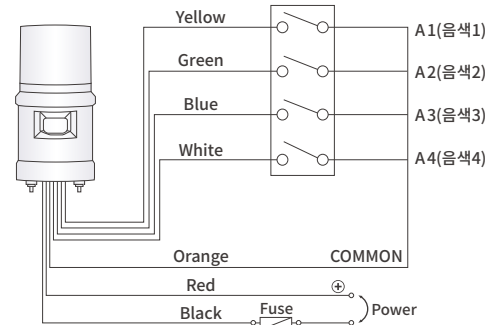 Yellow
A1(음색1)
Green
A2(음색2)
Blue
A3(음색3)
White
A4(음색4)
Orange COMMON
Red ⊕
Black Fuse Power